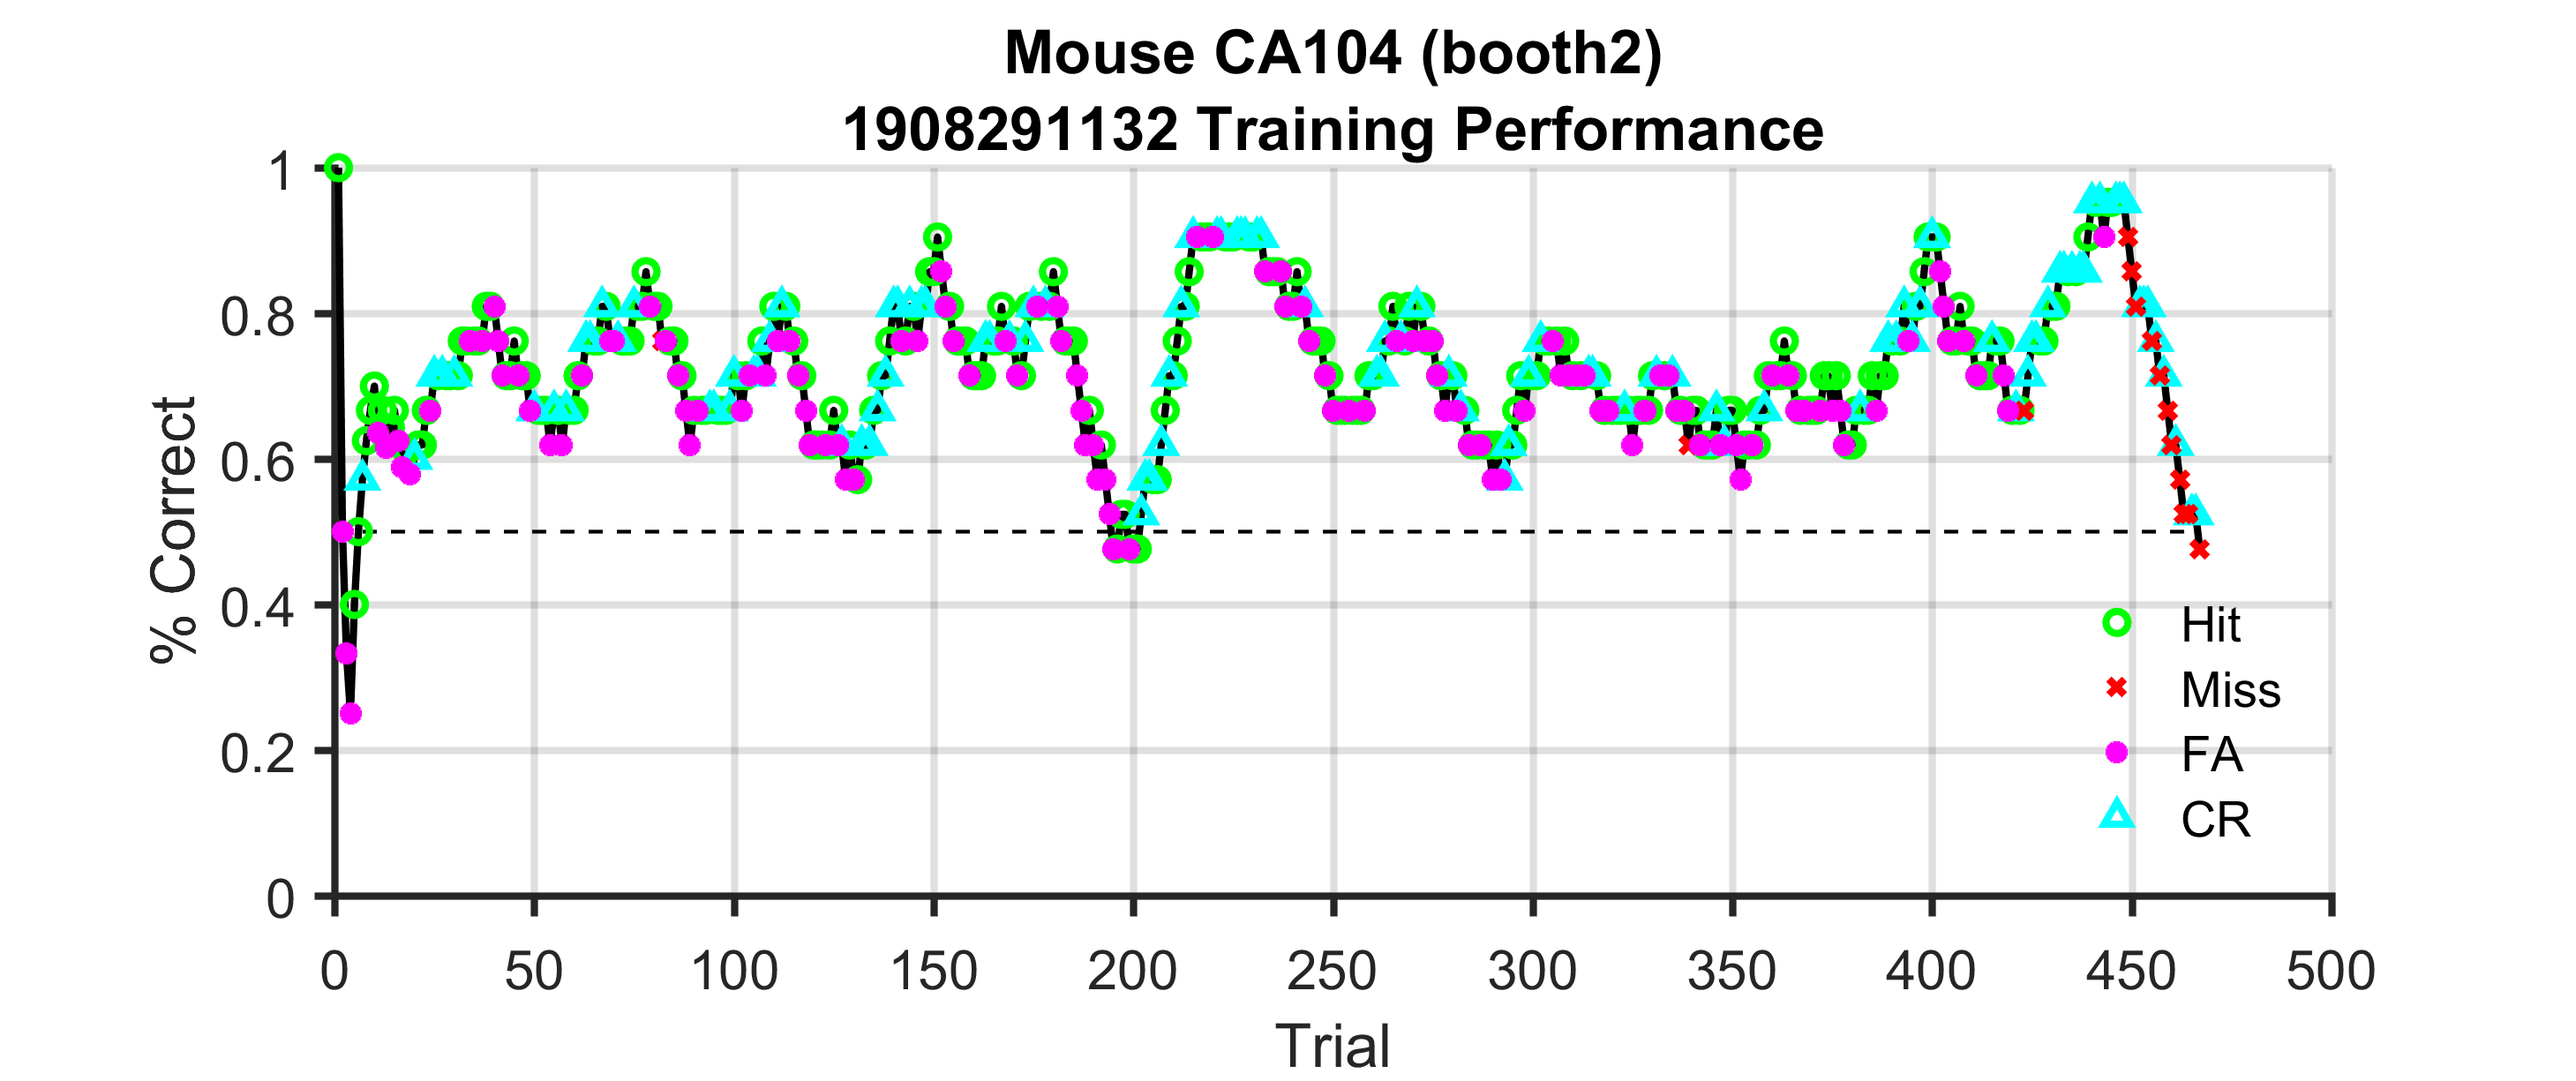 Mouse CA104 (booth2)
1908291132 Training Performance
% Correct
1
0.8
0.6
0.4
0.2
0
0 50 100 150 200 250 300 350 400 450 500
Trial
Hit
Miss
FA
CR